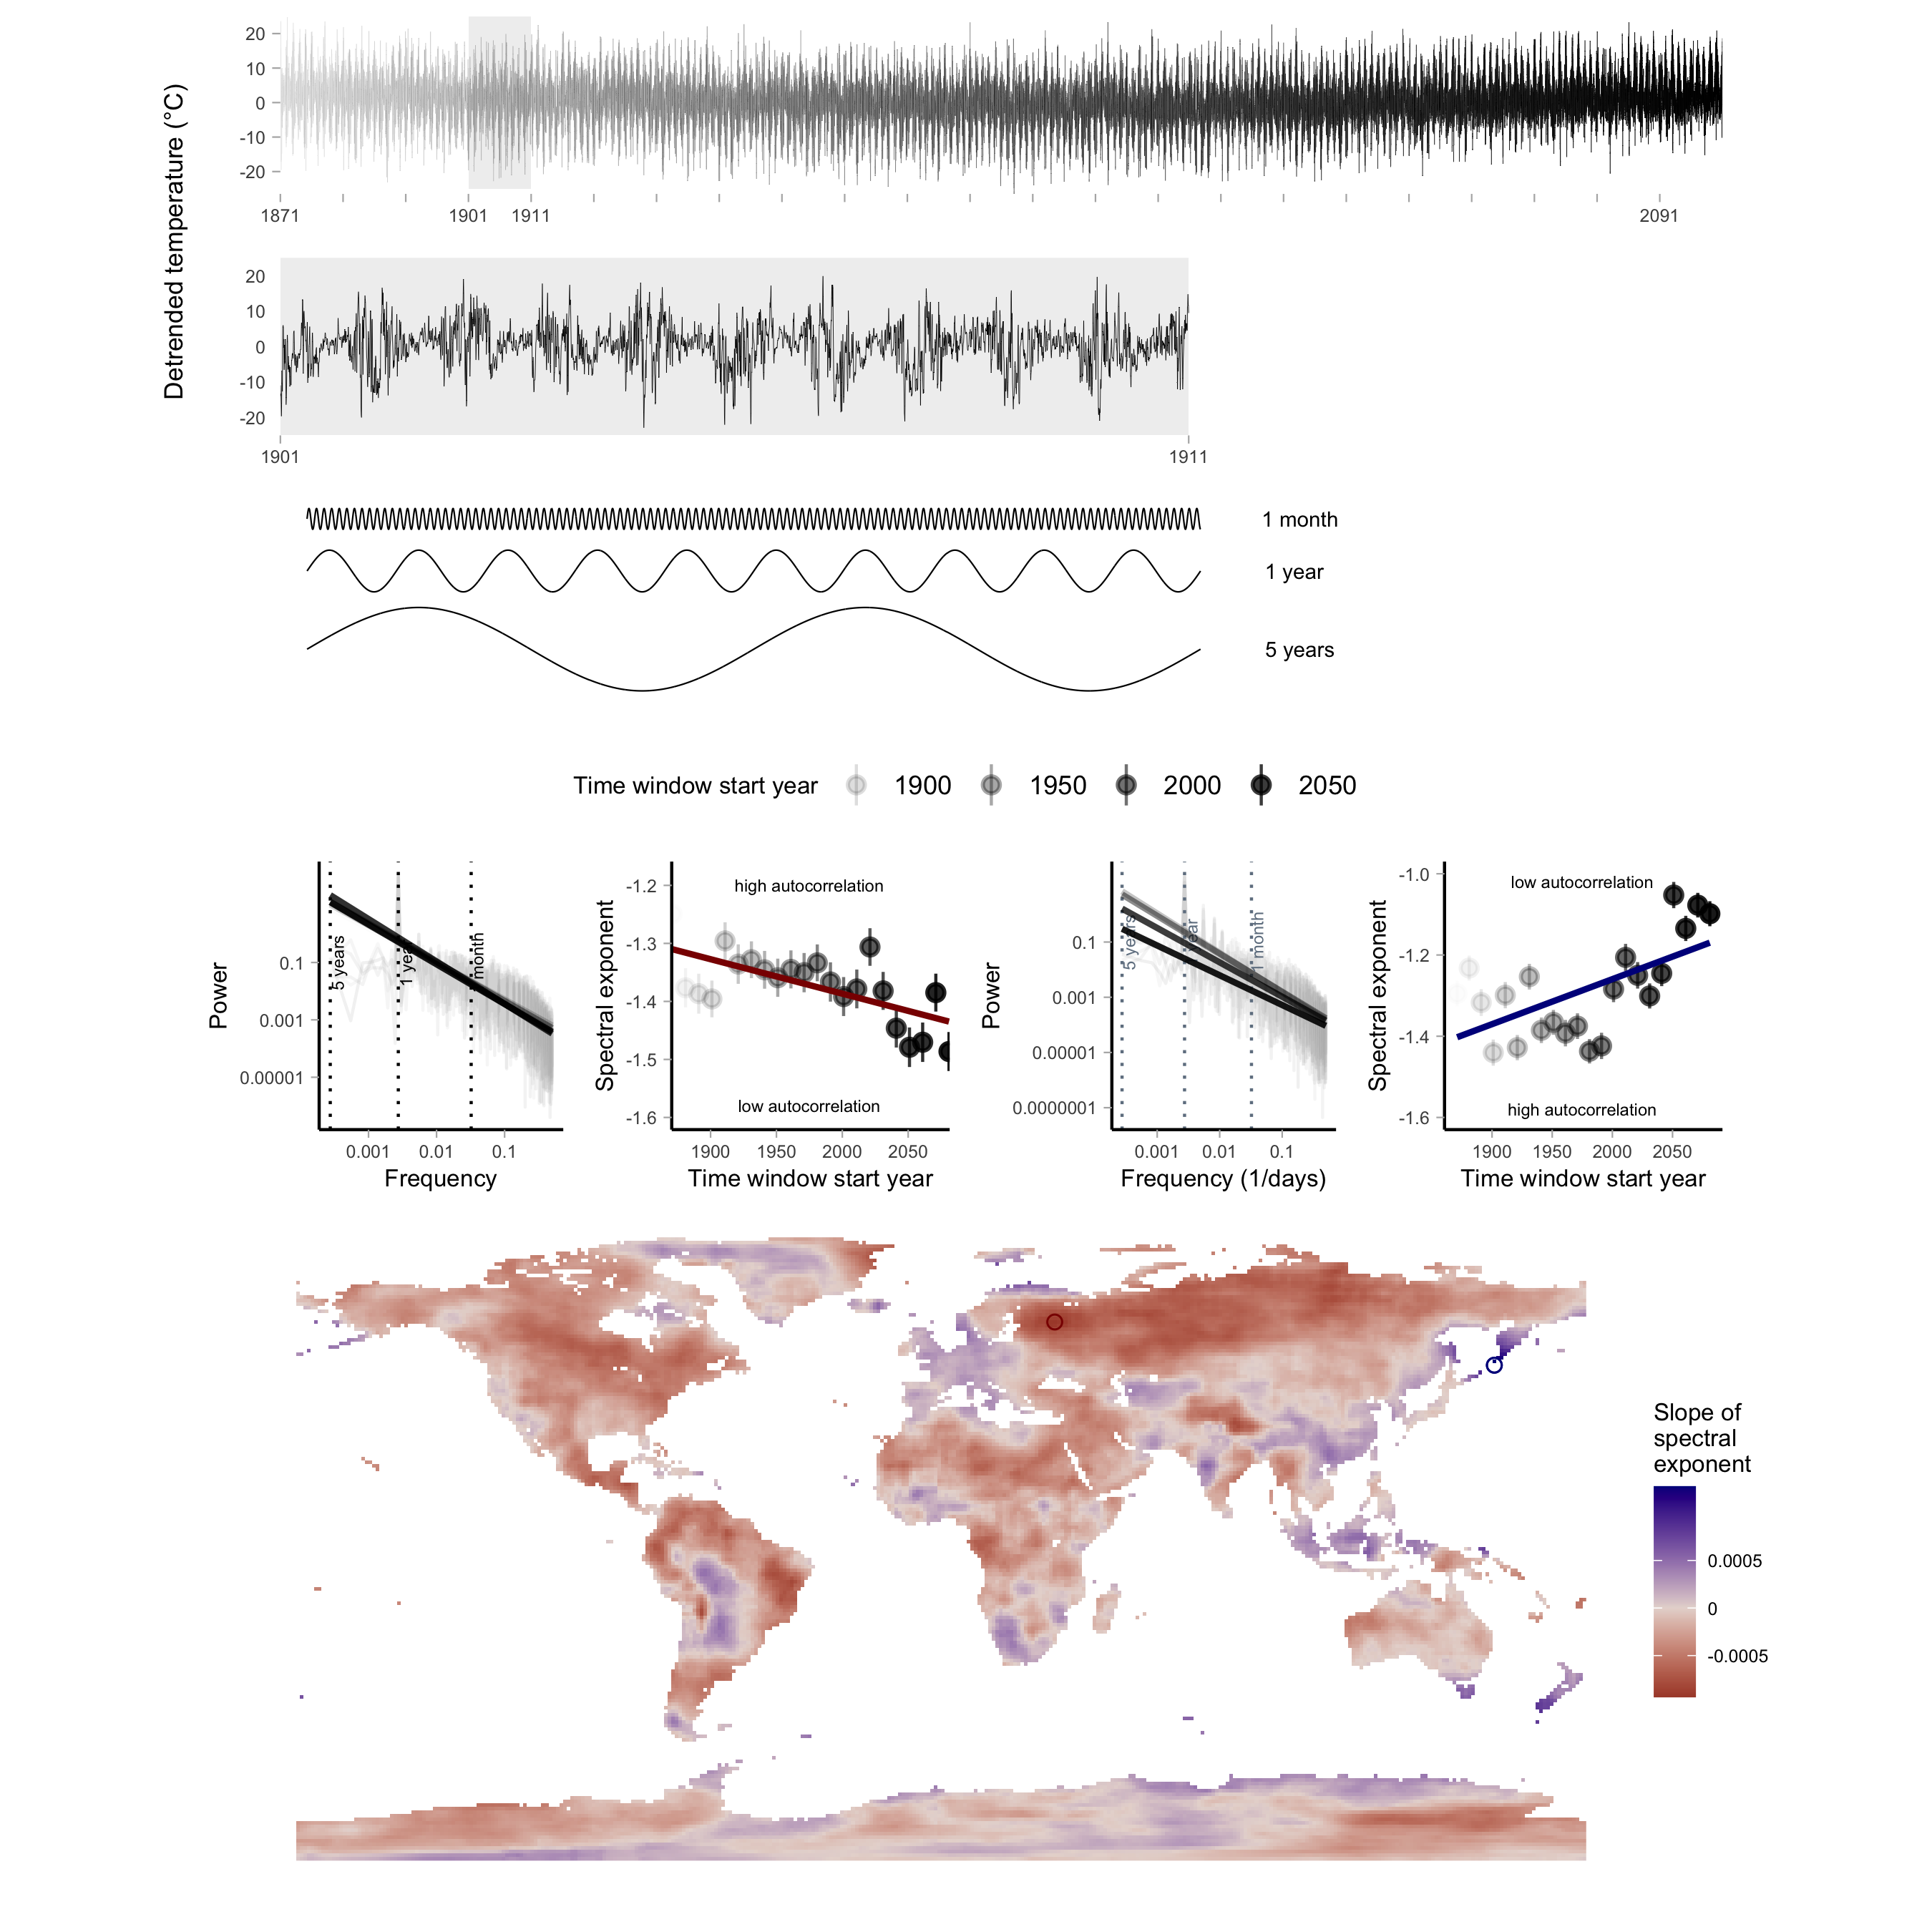 Detrended temperature (°C)
20
10
0
-10
-20
1871
1901
1911
2091
20
10
0
-10
-20
1901
1911
1 month
1 year
5 years
Time window start year
1900
1950
2000
2050
Power
0.1
0.001
0.00001
5 years
1 year
1 month
0.001
0.01
0.1
Frequency
Spectral exponent
-1.2
-1.3
-1.4
-1.5
-1.6
high autocorrelation
low autocorrelation
1900
1950
2000
2050
Time window start year
Power
0.1
0.001
0.00001
0.0000001
5 years
1 year
1 month
0.001
0.01
0.1
Frequency (1/days)
Spectral exponent
-1.0
-1.2
-1.4
-1.6
low autocorrelation
high autocorrelation
1900
1950
2000
2050
Time window start year
Slope of
spectral
exponent
0.0005
0
-0.0005